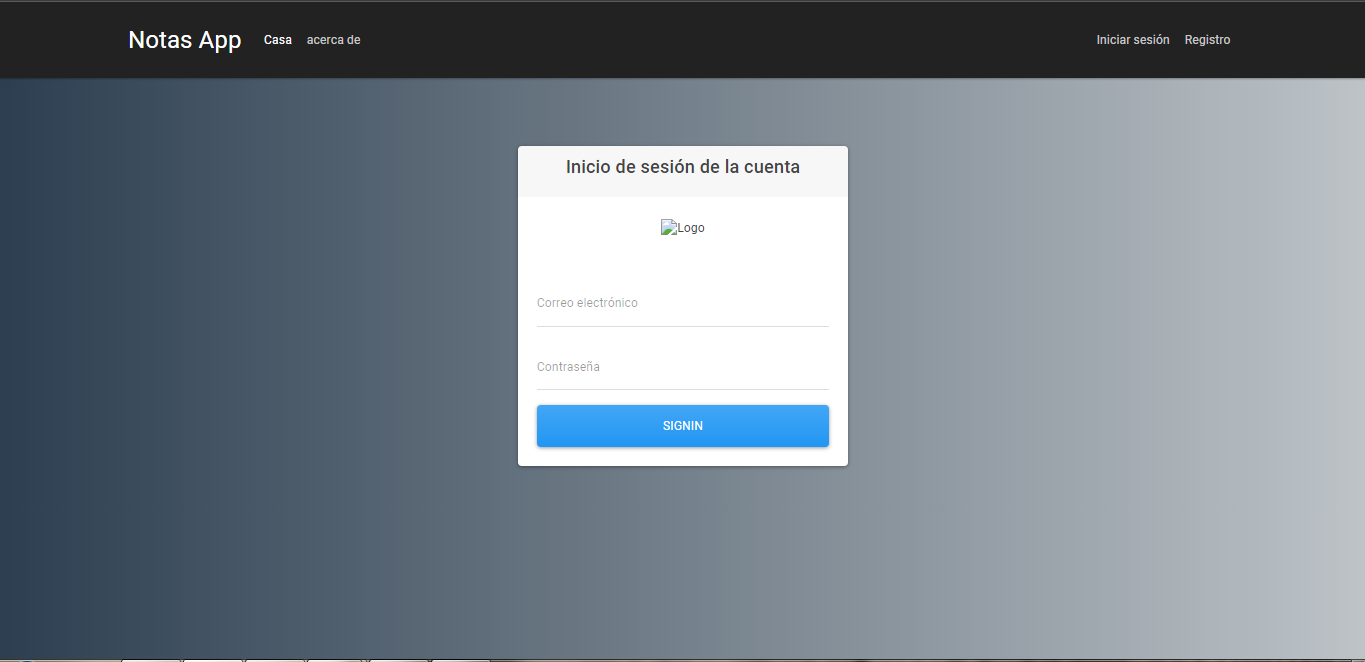 Notas App Casa acerca de Iniciar sesión Registro
Inicio de sesión de la cuenta
Logo
Correo electrónico
Contraseña
SIGNIN